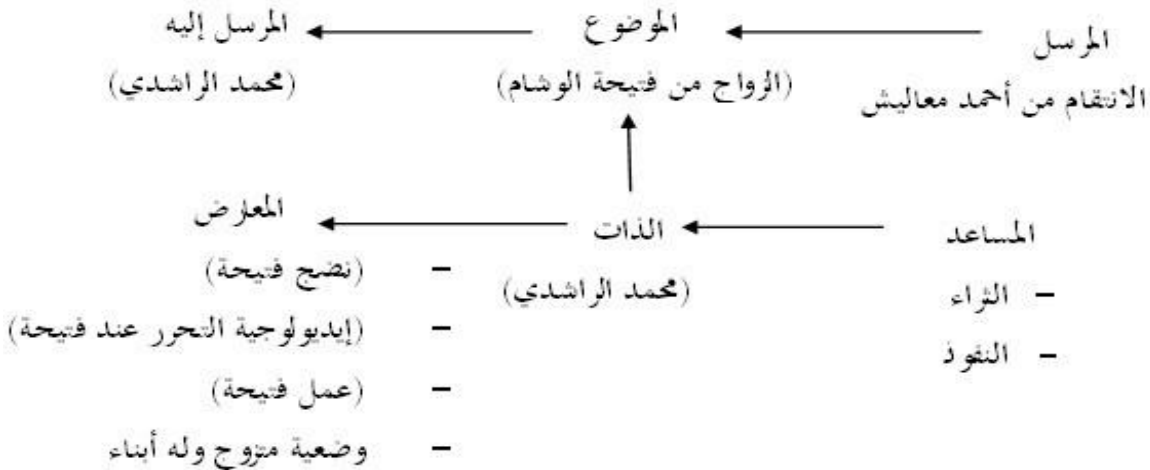 المرسل
الانتقام من أحمد معاليش
الموضوع
(الزواج من فتيحة الوشام)
المرسل إليه
(محمد الراشدي)
المساعد
– الثراء
– النفوذ
الذات
(محمد الراشدي)
المعارض
– (نضج فتيحة)
– (إيديولوجية التحرر عند فتيحة)
– (عمل فتيحة)
– وضعية متزوج وله أبناء